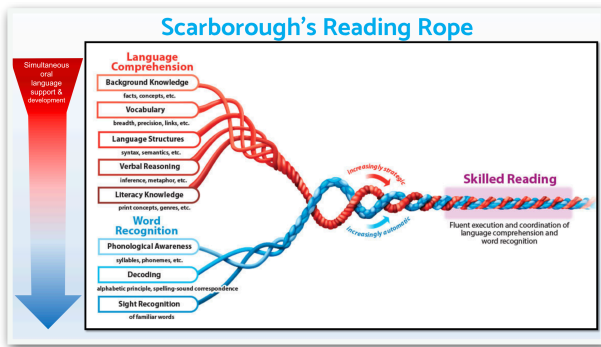 Scarborough's Reading Rope
Simultaneous
oral
language
support &
development
Language
Comprehension
Background Knowledge
facts, concepts, etc.
Vocabulary
breadth, precision, links, etc.
Language Structures
syntax, semantics, etc.
Verbal Reasoning
inference, metaphor, etc.
Literacy Knowledge
print concepts, genres, etc.
Word
Recognition
Phonological Awareness
syllables, phonemes, etc.
Decoding
alphabetic principle, spelling-sound correspondence
Sight Recognition
of familiar words
increasingly strategic
increasingly automatic
Skilled Reading
Fluent execution and coordination of
language comprehension and
word recognition